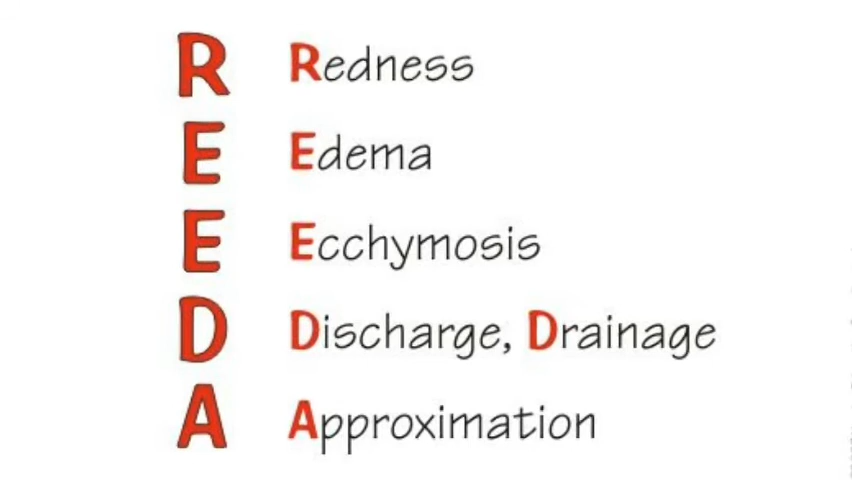 R Redness
E Edema
E Ecchymosis
D Discharge, Drainage
A Approximation